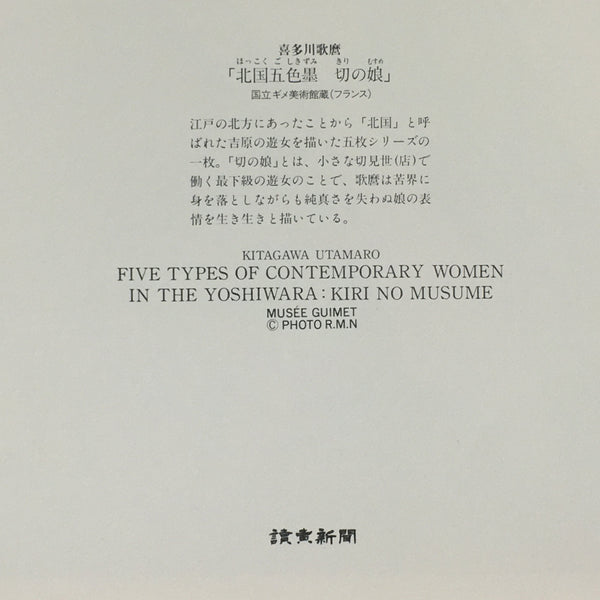 喜多川歌麿
ほっこく ご しきずみ きり むすめ
「北国五色墨 切の娘」
国立ギメ美術館蔵(フランス)
江戸の北方にあったことから「北国」と呼
ばれた吉原の遊女を描いた五枚シリーズの
一枚。「切の娘」とは、小さな切見世(店)で
働く最下級の遊女のことで、歌麿は苦界に
身を落としながらも純真さを失わぬ娘の表
情を生き生きと描いている。
KITAGAWA UTAMARO
FIVE TYPES OF CONTEMPORARY WOMEN
IN THE YOSHIWARA: KIRI NO MUSUME
MUSÉE GUIMET
© PHOTO R.M.N
讀賣新聞